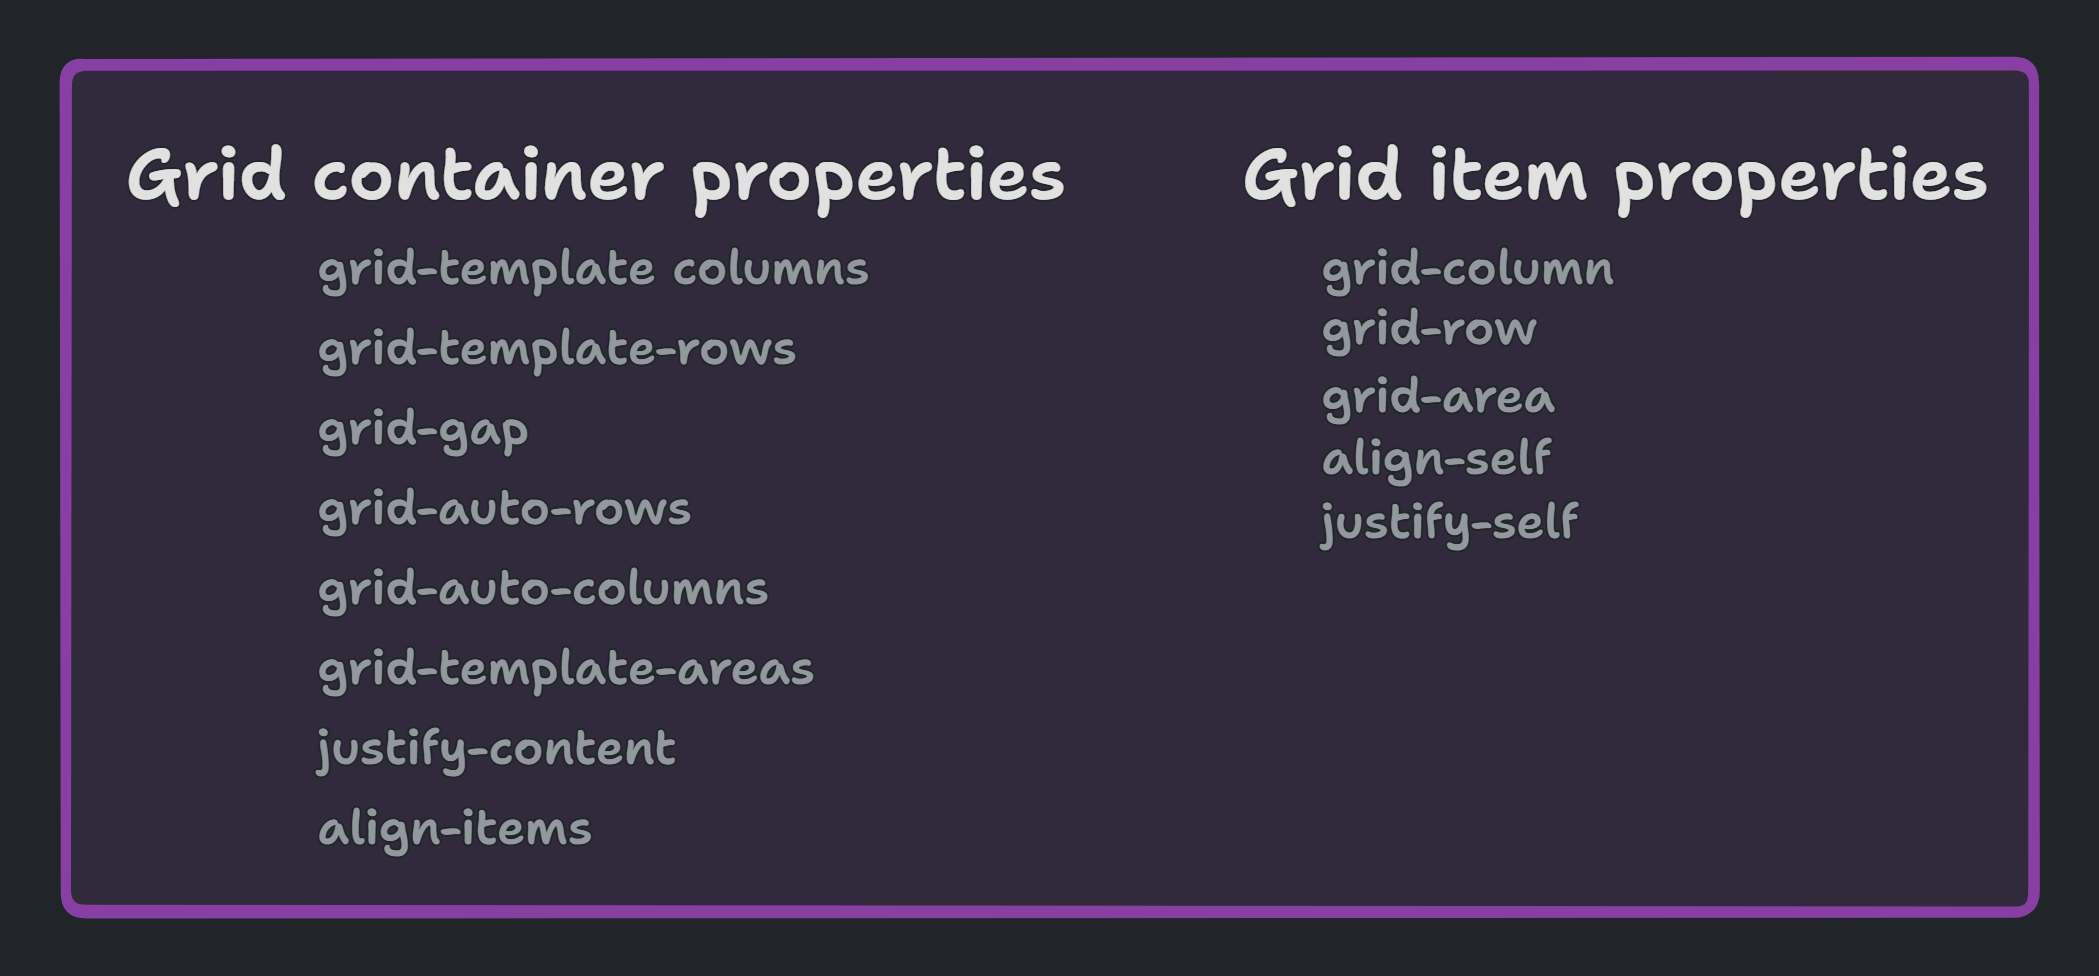 Grid container properties
grid-template columns
grid-template-rows
grid-gap
grid-auto-rows
grid-auto-columns
grid-template-areas
justify-content
align-items
Grid item properties
grid-column
grid-row
grid-area
align-self
justify-self